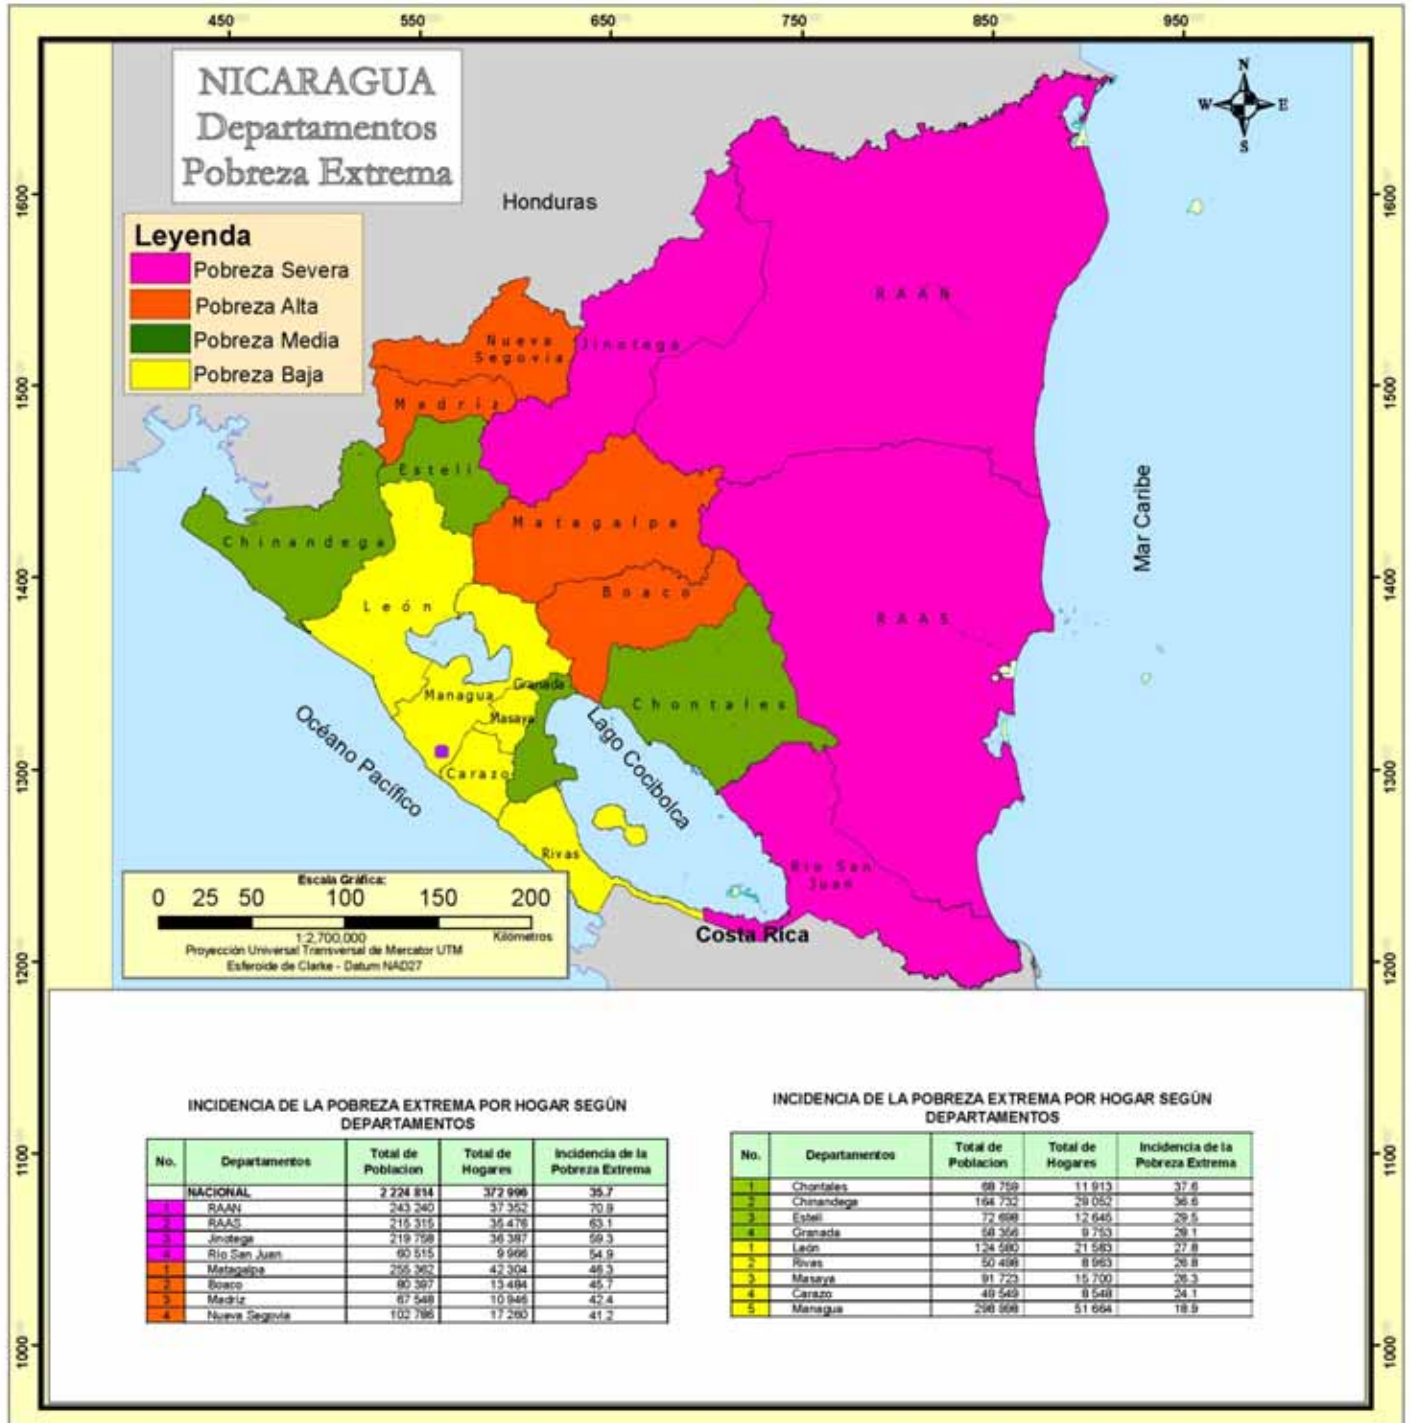 450 550 650 750 850 950
NICARAGUA
Departamentos
Pobreza Extrema
N
W E
S
1600 1600
Honduras
Leyenda
Pobreza Severa
Pobreza Alta
Pobreza Media
Pobreza Baja
RAAN
Nueva
Segovia
Jinotega
1500 1500
Madriz
Estelí
Mar Caribe
Matagalpa
Chinandega
1400 1400
Boaco
León
RAAS
Granada
Managua
Chontales
Masaya
Océano Pacífico
Lago Cocibolca
1300 1300
Carazo
Rivas
Río San
Juan
Escala Gráfica:
0 25 50 100 150 200
1:2,700,000 Kilómetros
Proyección Universal Transversal de Mercator UTM
Esferoide de Clarke - Datum NAD27
Costa Rica
1200 1200
INCIDENCIA DE LA POBREZA EXTREMA POR HOGAR SEGÚN
DEPARTAMENTOS
No. Departamentos Total de Poblacion Total de Hogares Incidencia de la Pobreza Extrema
NACIONAL 2 224 814 372 996 35.7
1 RAAN 243 240 37 352 70.9
2 RAAS 215 315 35 476 63.1
3 Jinotega 219 758 36 387 59.3
4 Río San Juan 60 515 9 966 54.9
1 Matagalpa 255 362 42 304 46.3
2 Boaco 80 397 13 484 45.7
3 Madriz 67 548 10 946 42.4
4 Nueva Segovia 102 786 17 260 41.2
INCIDENCIA DE LA POBREZA EXTREMA POR HOGAR SEGÚN
DEPARTAMENTOS
No. Departamentos Total de Poblacion Total de Hogares Incidencia de la Pobreza Extrema
1 Chontales 68 759 11 913 37.6
2 Chinandega 164 732 29 052 36.6
3 Estelí 72 698 12 645 29.5
4 Granada 58 356 9 753 28.1
1 León 124 580 21 583 27.8
2 Rivas 50 498 8 963 26.8
3 Masaya 91 723 15 700 26.3
4 Carazo 49 549 8 548 24.1
5 Managua 298 998 51 664 18.9
1100 1100
1000 1000